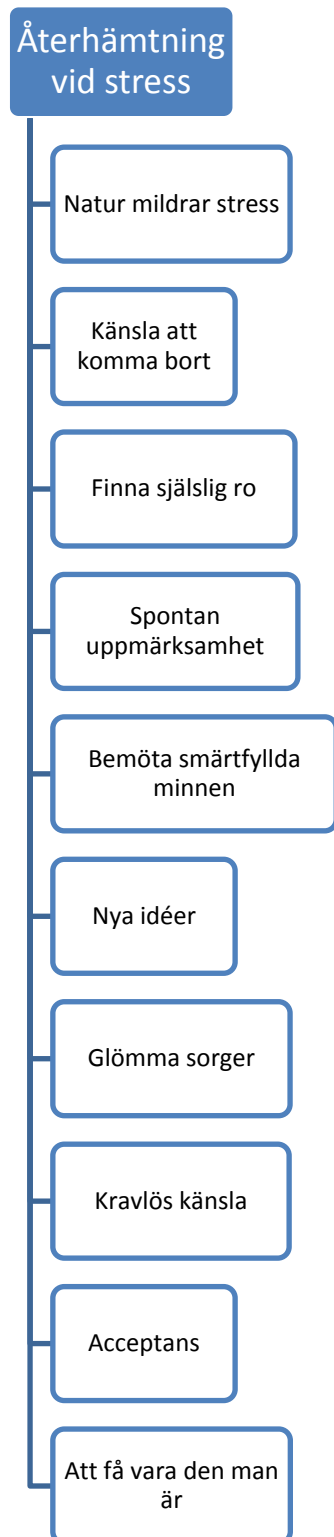 Återhämtning
vid stress
Natur mildrar stress
Känsla att
komma bort
Finna själslig ro
Spontan
uppmärksamhet
Bemöta smärtfyllda
minnen
Nya idéer
Glömma sorger
Kravlös känsla
Acceptans
Att få vara den man
är